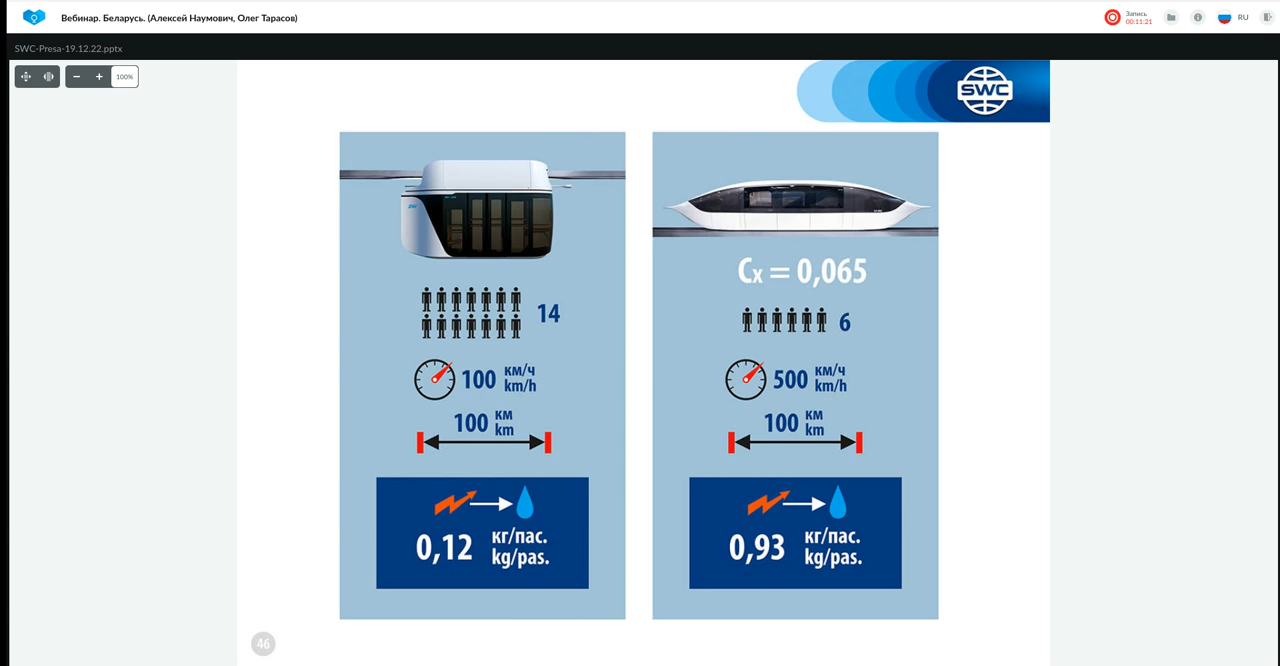 Вебинар. Беларусь. (Алексей Наумович, Олег Тарасов)
Запись
00:11:21
RU
SWC-Presa-19.12.22.pptx
100%
SWC
14
100 км/ч
km/h
100 км
km
0,12 кг/пас.
kg/pas.
Cx = 0,065
6
500 км/ч
km/h
100 км
km
0,93 кг/пас.
kg/pas.
46